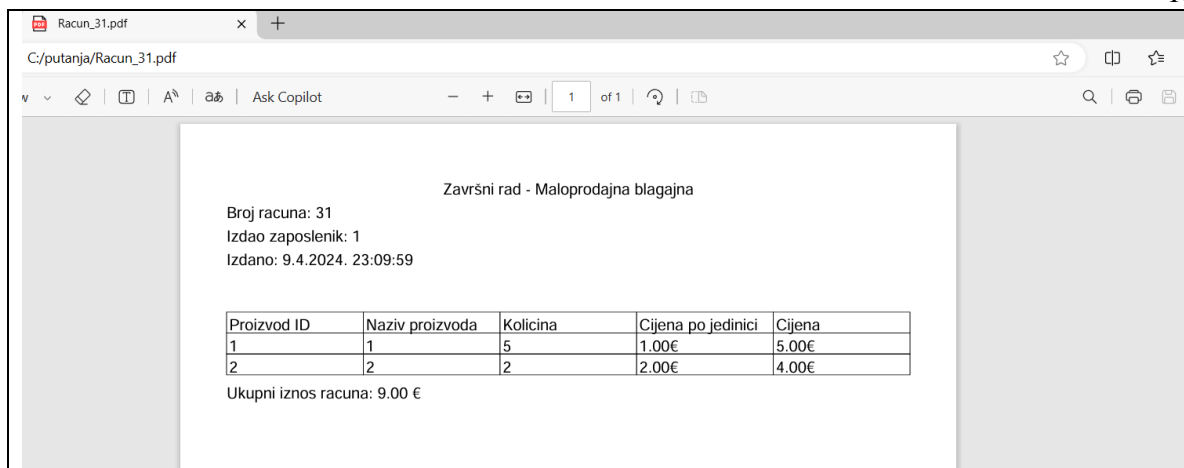 Racun_31.pdf
C:/putanja/Racun_31.pdf
Ask Copilot
1 of 1
Završni rad - Maloprodajna blagajna
Broj racuna: 31
Izdao zaposlenik: 1
Izdano: 9.4.2024. 23:09:59
Proizvod ID Naziv proizvoda Kolicina Cijena po jedinici Cijena
1 1 5 1.00€ 5.00€
2 2 2 2.00€ 4.00€
Ukupni iznos racuna: 9.00 €